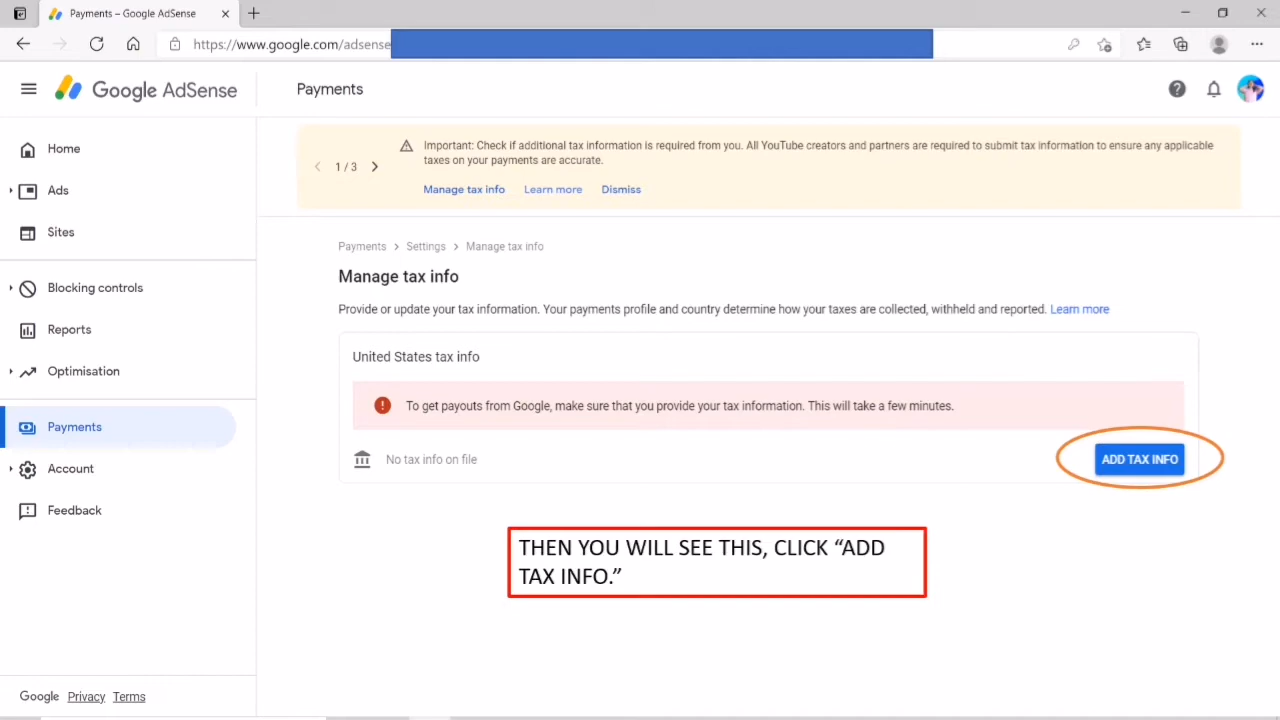 Payments – Google AdSense
https://www.google.com/adsense
Google AdSense
Payments
Home
Ads
Sites
Blocking controls
Reports
Optimisation
Payments
Account
Feedback
Google Privacy Terms
1 / 3
Important: Check if additional tax information is required from you. All YouTube creators and partners are required to submit tax information to ensure any applicable
taxes on your payments are accurate.
Manage tax info Learn more Dismiss
Payments > Settings > Manage tax info
Manage tax info
Provide or update your tax information. Your payments profile and country determine how your taxes are collected, withheld and reported. Learn more
United States tax info
To get payouts from Google, make sure that you provide your tax information. This will take a few minutes.
No tax info on file
ADD TAX INFO
THEN YOU WILL SEE THIS, CLICK “ADD
TAX INFO.”